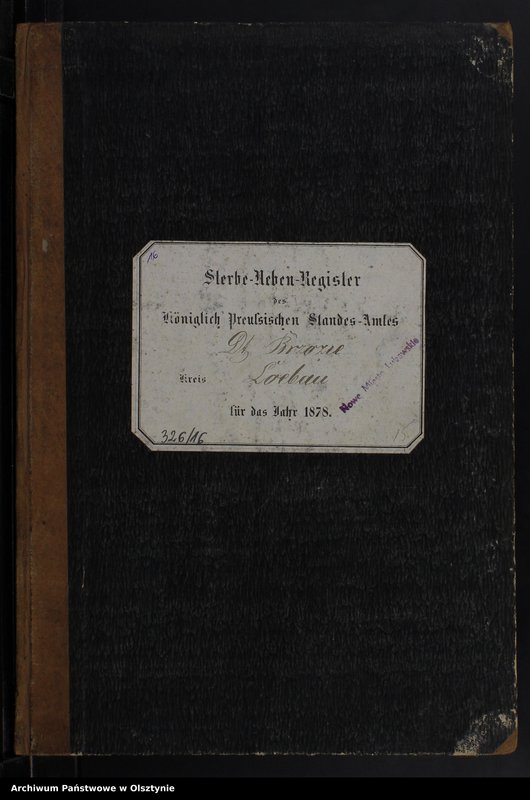 16
Sterbe-Neben-Register
des
Königlich Preussischen Standes-Amtes
Dt. Brzozie
Kreis Loebau
für das Jahr 1878.
Nowe Miasto Lubawskie
326/16
15
Archiwum Państwowe w Olsztynie